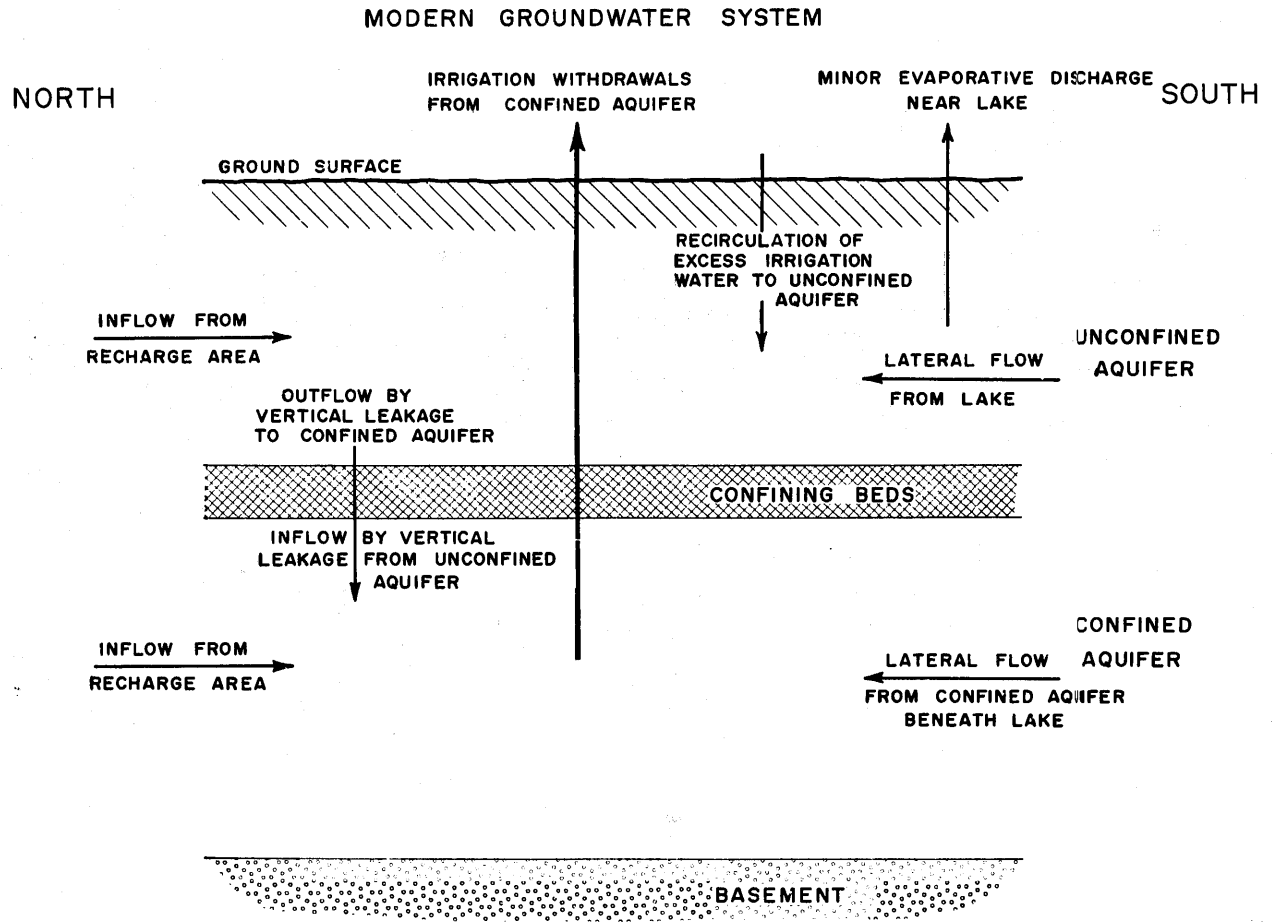 MODERN GROUNDWATER SYSTEM
NORTH
IRRIGATION WITHDRAWALS
FROM CONFINED AQUIFER
MINOR EVAPORATIVE DISCHARGE
NEAR LAKE
SOUTH
GROUND SURFACE
RECIRCULATION OF
EXCESS IRRIGATION
WATER TO UNCONFINED
AQUIFER
INFLOW FROM
RECHARGE AREA
UNCONFINED
AQUIFER
LATERAL FLOW
FROM LAKE
OUTFLOW BY
VERTICAL LEAKAGE
TO CONFINED AQUIFER
CONFINING BEDS
INFLOW BY VERTICAL
LEAKAGE FROM UNCONFINED
AQUIFER
INFLOW FROM
RECHARGE AREA
CONFINED
AQUIFER
LATERAL FLOW
FROM CONFINED AQUIFER
BENEATH LAKE
BASEMENT